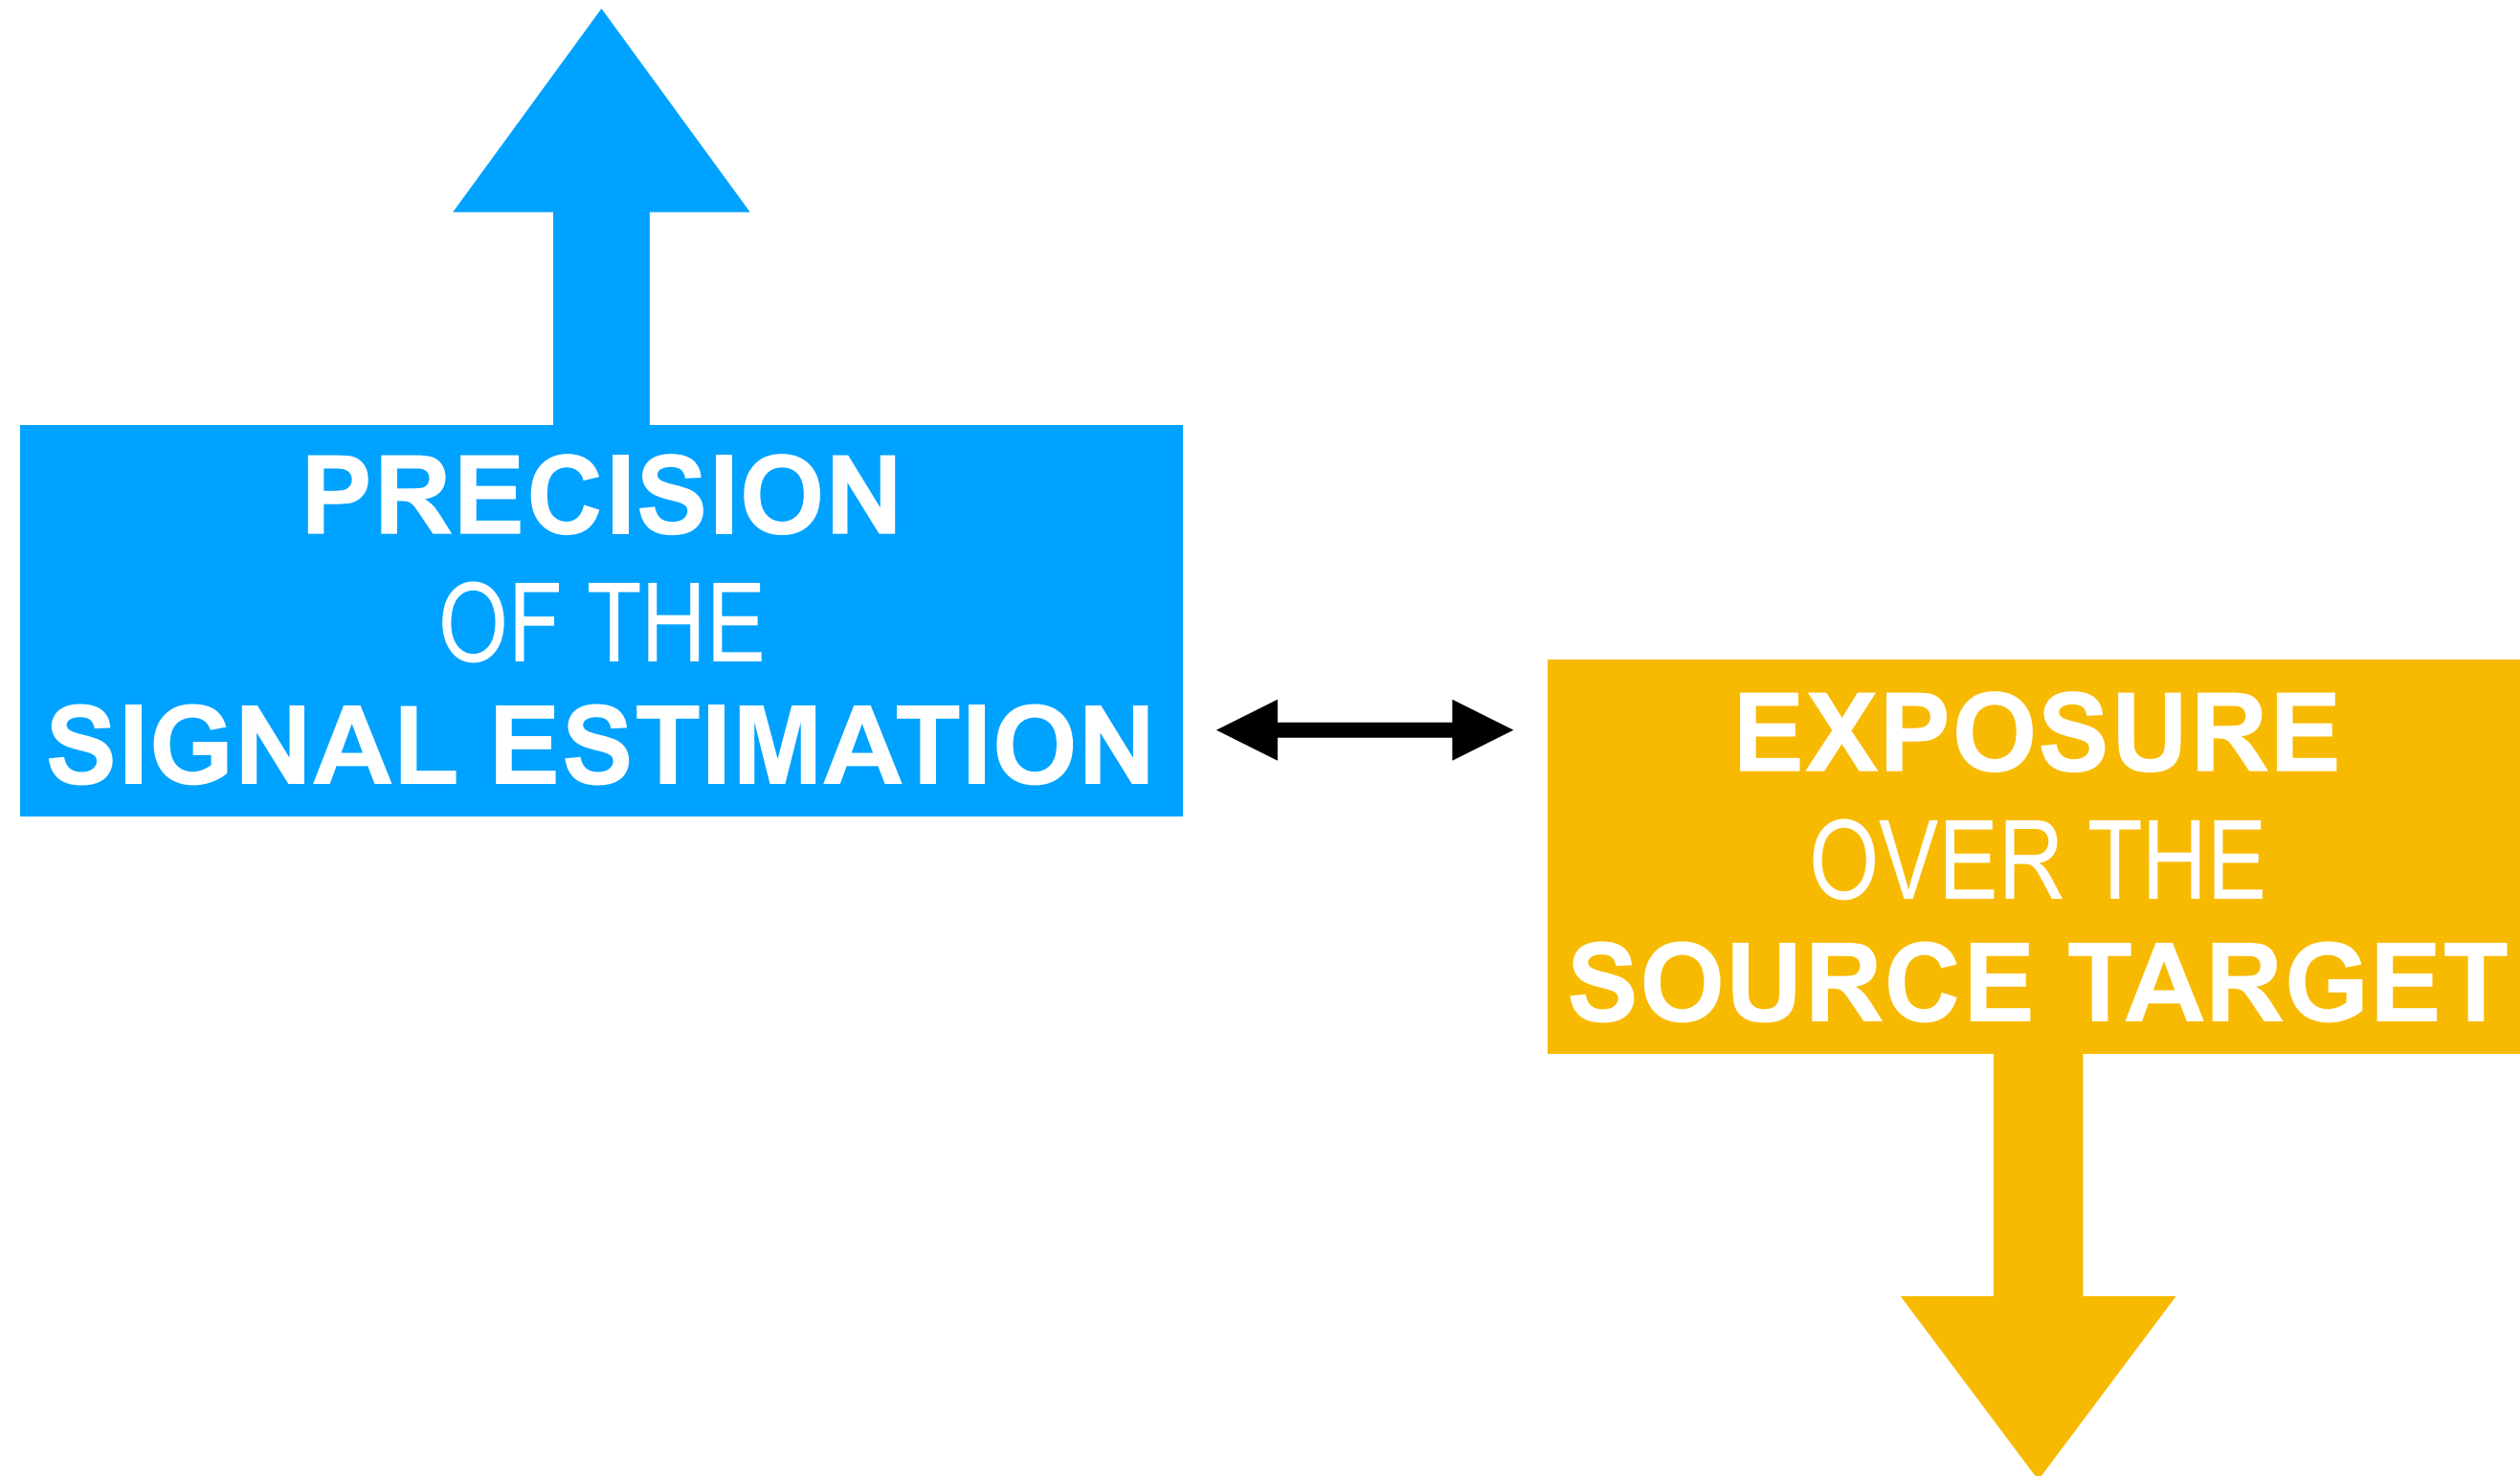 PRECISION
OF THE
SIGNAL ESTIMATION
EXPOSURE
OVER THE
SOURCE TARGET